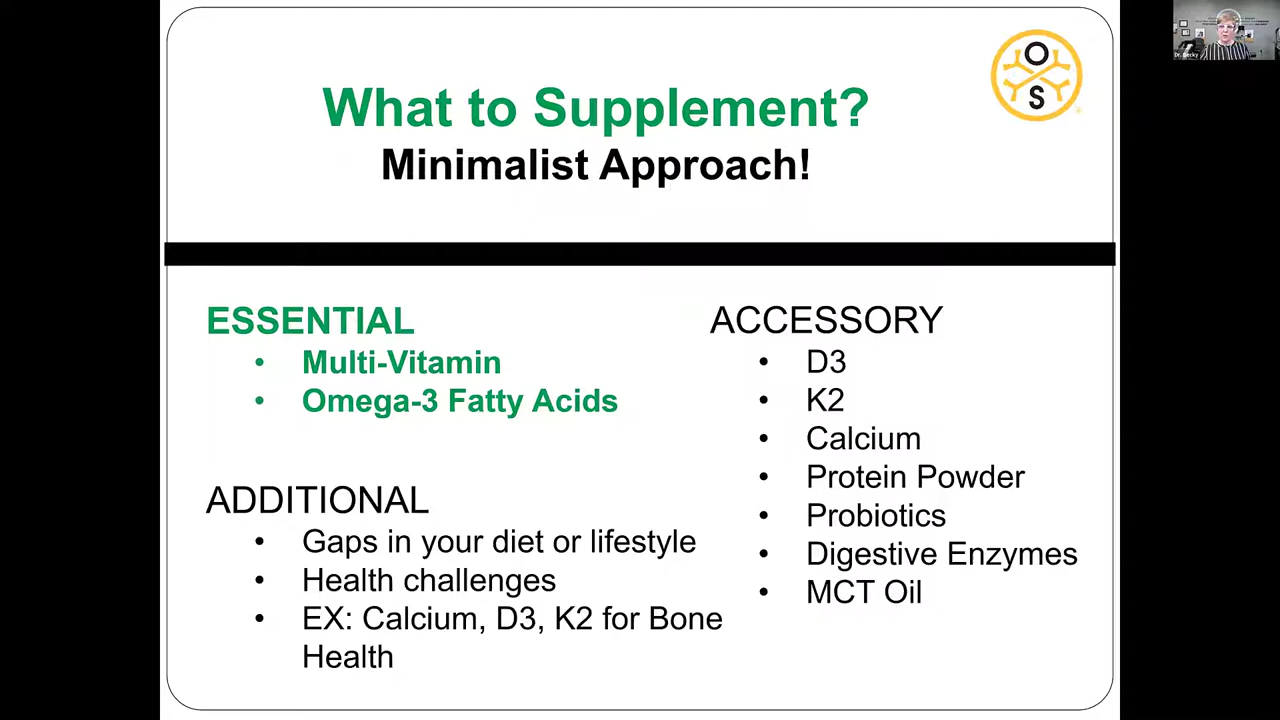 What to Supplement?
Minimalist Approach!
O
S
Dr. Becky
ESSENTIAL
• Multi-Vitamin
• Omega-3 Fatty Acids
ADDITIONAL
• Gaps in your diet or lifestyle
• Health challenges
• EX: Calcium, D3, K2 for Bone
Health
ACCESSORY
• D3
• K2
• Calcium
• Protein Powder
• Probiotics
• Digestive Enzymes
• MCT Oil